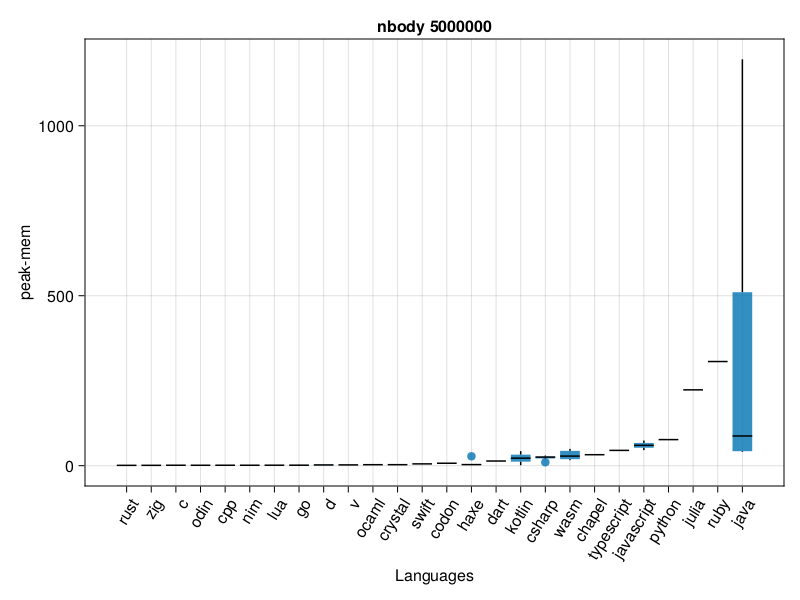 nbody 5000000
peak-mem
1000
500
0
rust
zig
c
odin
cpp
nim
lua
go
d
v
ocaml
crystal
swift
codon
haxe
dart
kotlin
csharp
wasm
chapel
typescript
javascript
python
julia
ruby
java
Languages